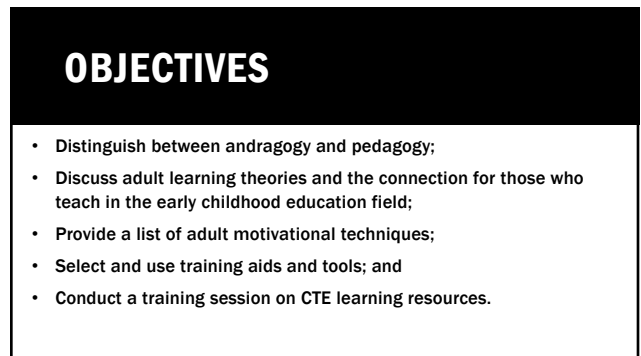 OBJECTIVES
• Distinguish between andragogy and pedagogy;
• Discuss adult learning theories and the connection for those who
teach in the early childhood education field;
• Provide a list of adult motivational techniques;
• Select and use training aids and tools; and
• Conduct a training session on CTE learning resources.